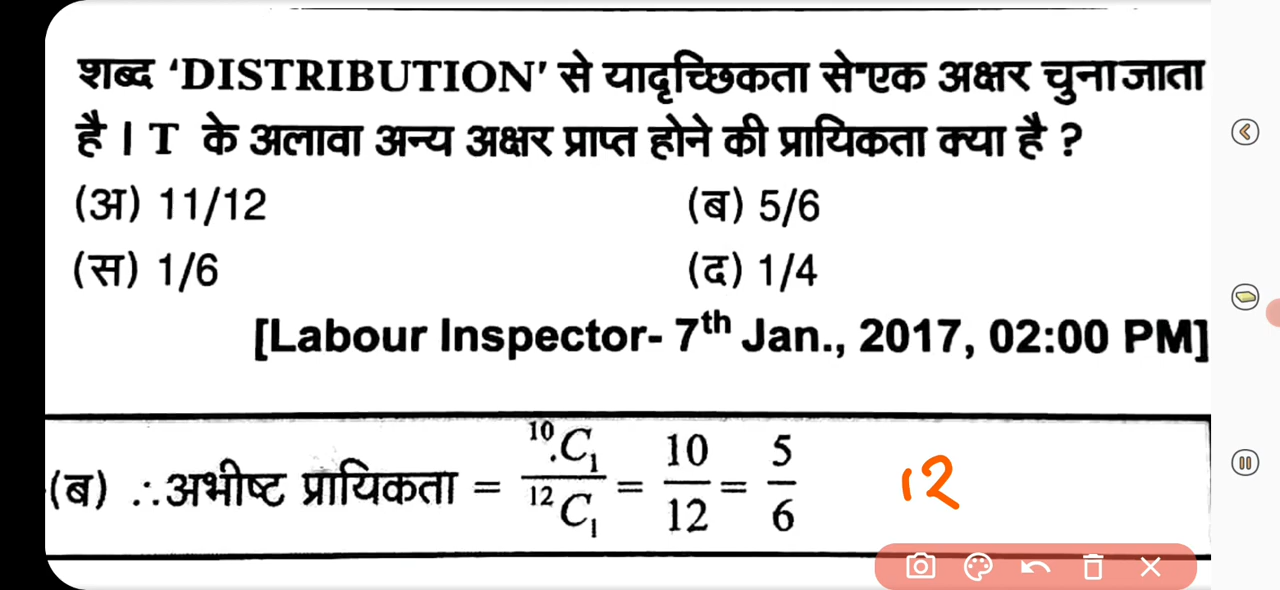 शब्द ‘DISTRIBUTION’ से यादृच्छिकता से एक अक्षर चुना जाता
है । T के अलावा अन्य अक्षर प्राप्त होने की प्रायिकता क्या है ?
(अ) 11/12 (ब) 5/6
(स) 1/6 (द) 1/4
[Labour Inspector- 7th Jan., 2017, 02:00 PM]
(ब) ∴अभीष्ट प्रायिकता = ¹⁰C₁ / ¹²C₁ = 10/12 = 5/6 12